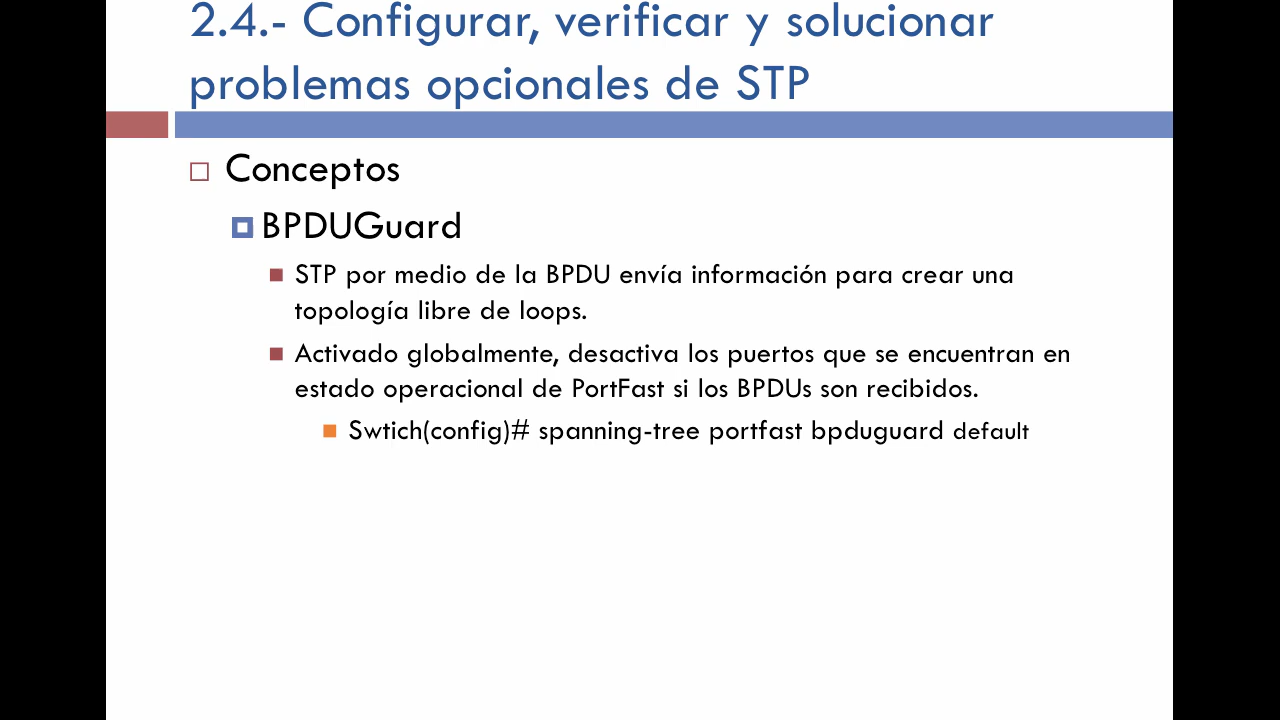 2.4.- Configurar, verificar y solucionar
problemas opcionales de STP
Conceptos
BPDUGuard
STP por medio de la BPDU envía información para crear una
topología libre de loops.
Activado globalmente, desactiva los puertos que se encuentran en
estado operacional de PortFast si los BPDUs son recibidos.
Swtich(config)# spanning-tree portfast bpduguard default